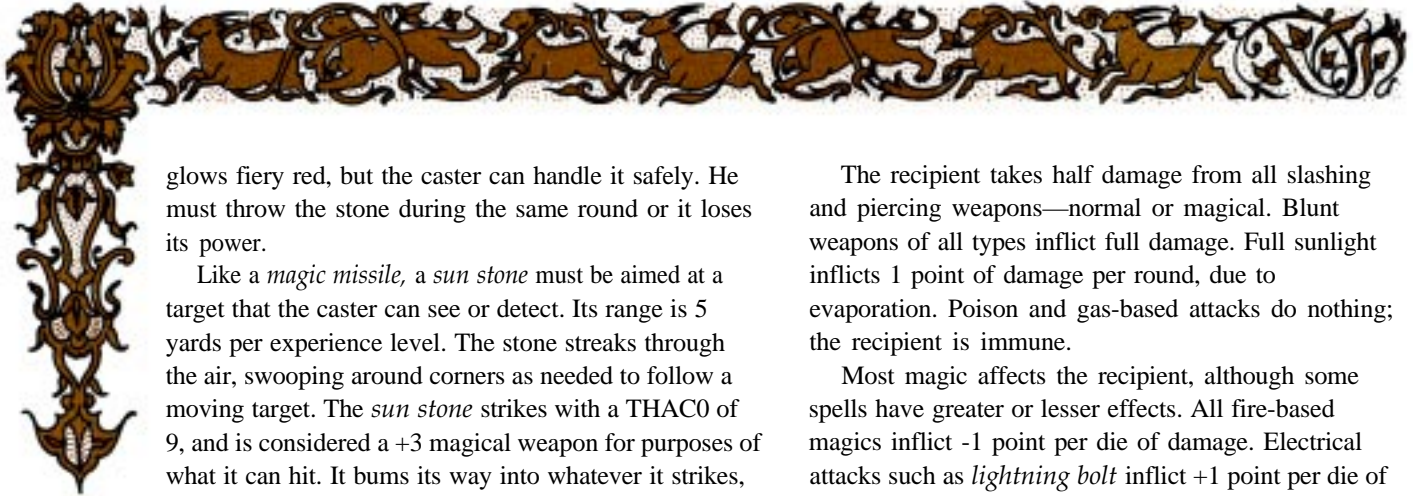 glows fiery red, but the caster can handle it safely. He
must throw the stone during the same round or it loses
its power.
Like a magic missile, a sun stone must be aimed at a
target that the caster can see or detect. Its range is 5
yards per experience level. The stone streaks through
the air, swooping around corners as needed to follow a
moving target. The sun stone strikes with a THAC0 of
9, and is considered a +3 magical weapon for purposes of
what it can hit. It bums its way into whatever it strikes,
The recipient takes half damage from all slashing
and piercing weapons—normal or magical. Blunt
weapons of all types inflict full damage. Full sunlight
inflicts 1 point of damage per round, due to
evaporation. Poison and gas-based attacks do nothing;
the recipient is immune.
Most magic affects the recipient, although some
spells have greater or lesser effects. All fire-based
magics inflict -1 point per die of damage. Electrical
attacks such as lightning bolt inflict +1 point per die of